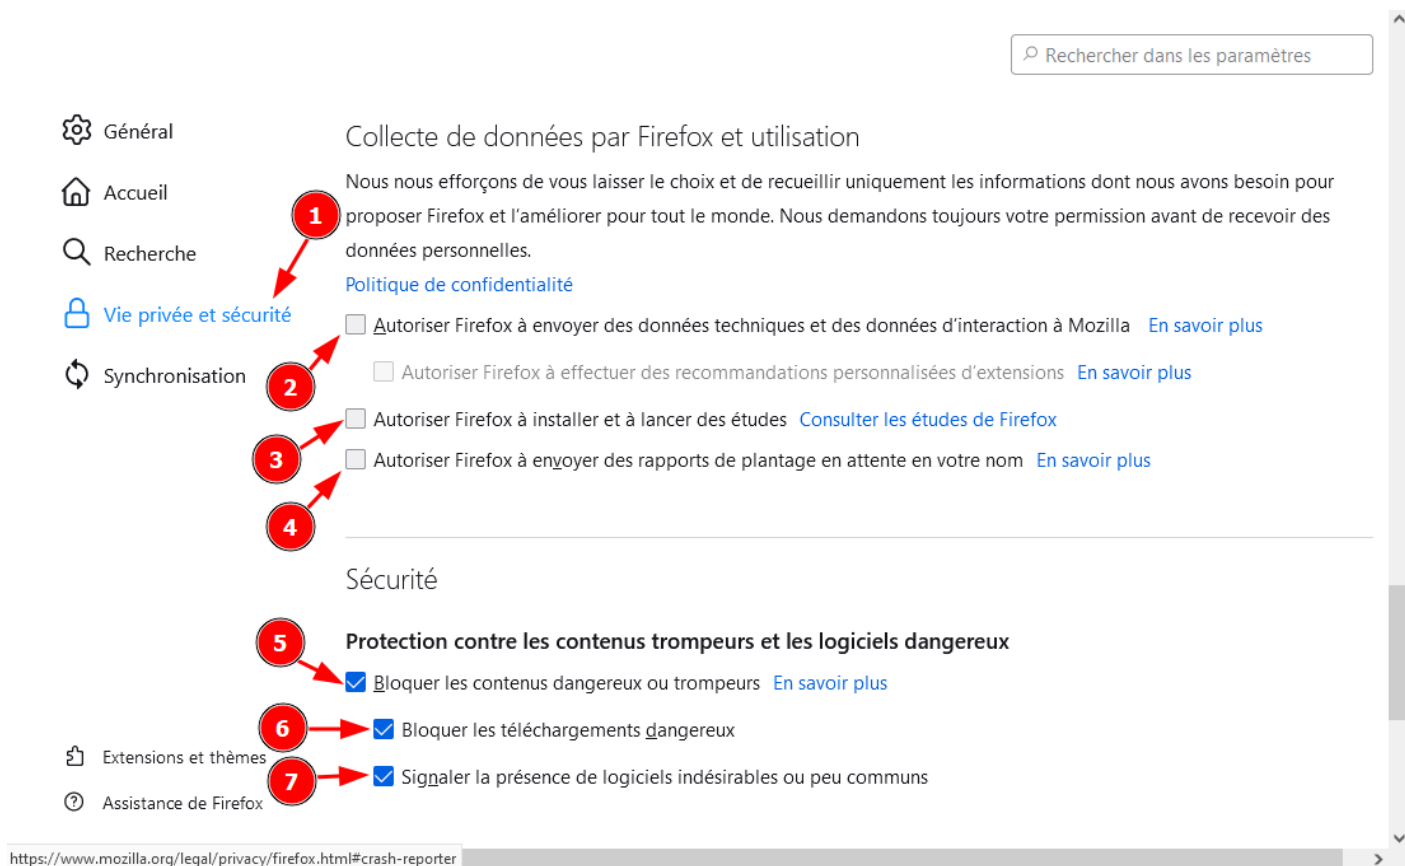 Rechercher dans les paramètres
Général
Accueil
Recherche
Vie privée et sécurité
Synchronisation
Extensions et thèmes
Assistance de Firefox
Collecte de données par Firefox et utilisation
Nous nous efforçons de vous laisser le choix et de recueillir uniquement les informations dont nous avons besoin pour
proposer Firefox et l'améliorer pour tout le monde. Nous demandons toujours votre permission avant de recevoir des
données personnelles.
Politique de confidentialité
Autoriser Firefox à envoyer des données techniques et des données d'interaction à Mozilla En savoir plus
Autoriser Firefox à effectuer des recommandations personnalisées d'extensions En savoir plus
Autoriser Firefox à installer et à lancer des études Consulter les études de Firefox
Autoriser Firefox à envoyer des rapports de plantage en attente en votre nom En savoir plus
Sécurité
Protection contre les contenus trompeurs et les logiciels dangereux
Bloquer les contenus dangereux ou trompeurs En savoir plus
Bloquer les téléchargements dangereux
Signaler la présence de logiciels indésirables ou peu communs
1
2
3
4
5
6
7
https://www.mozilla.org/legal/privacy/firefox.html#crash-reporter